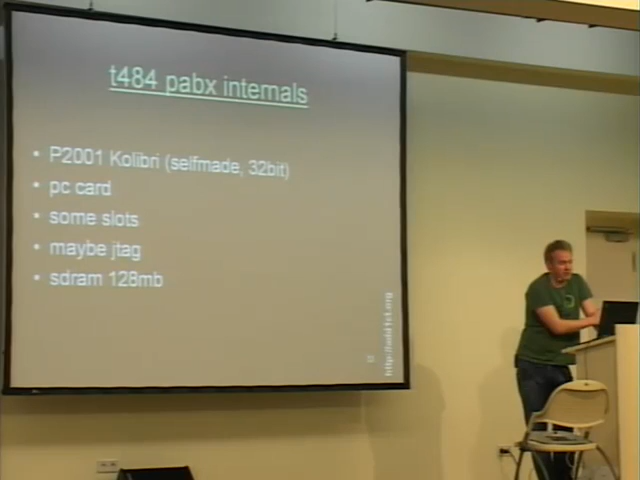 t484 pabx internals
• P2001 Kolibri (selfmade, 32bit)
• pc card
• some slots
• maybe jtag
• sdram 128mb